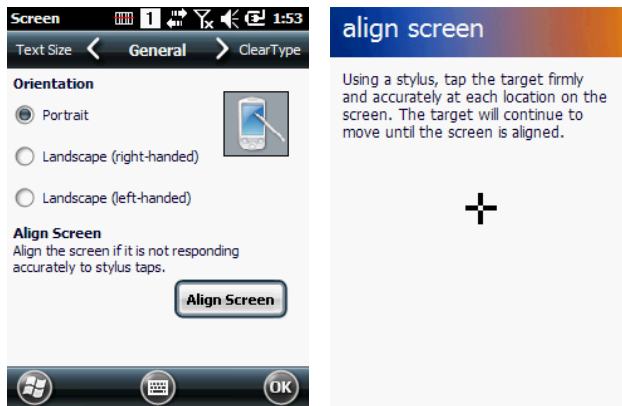 Screen 1 1:53
Text Size General ClearType
Orientation
Portrait
Landscape (right-handed)
Landscape (left-handed)
Align Screen
Align the screen if it is not responding
accurately to stylus taps.
Align Screen
OK
align screen
Using a stylus, tap the target firmly
and accurately at each location on the
screen. The target will continue to
move until the screen is aligned.